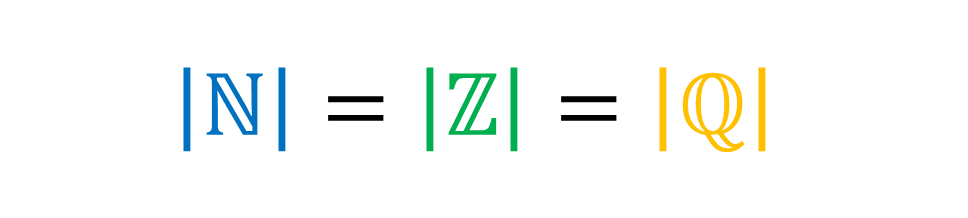 |ℕ| = |ℤ| = |ℚ|